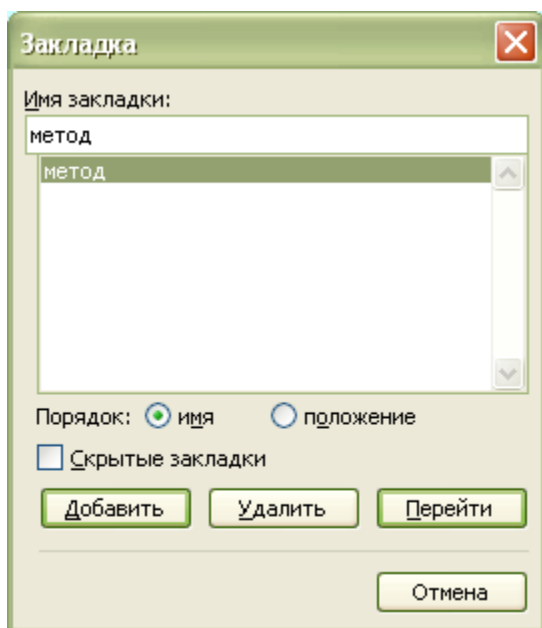 Закладка
Имя закладки:
метод
метод
Порядок: имя положение
Скрытые закладки
Добавить Удалить Перейти
Отмена